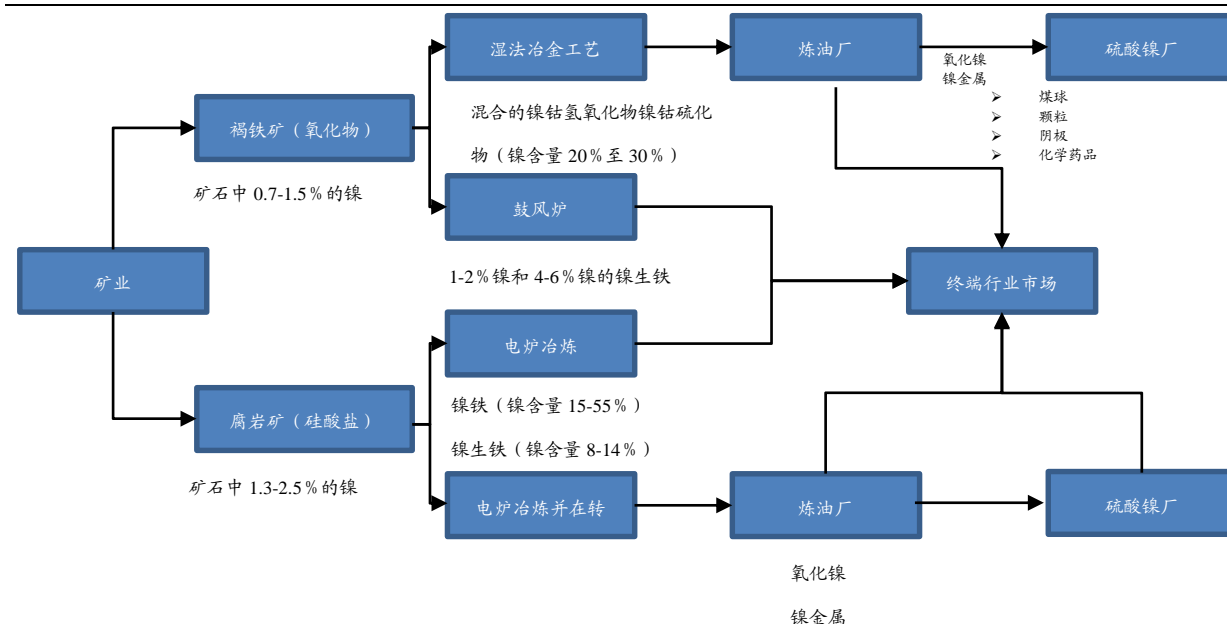 湿法冶金工艺
炼油厂
硫酸镍厂
氧化镍
镍金属
➢ 煤球
➢ 颗粒
➢ 阴极
➢ 化学药品
混合的镍钴氢氧化物镍钴硫化
物（镍含量 20%至 30%）
褐铁矿（氧化物）
矿石中 0.7-1.5%的镍
鼓风炉
1-2%镍和 4-6%镍的镍生铁
矿业
终端行业市场
电炉冶炼
镍铁（镍含量 15-55%）
镍生铁（镍含量 8-14%）
腐岩矿（硅酸盐）
矿石中 1.3-2.5%的镍
电炉冶炼并在转
炼油厂
硫酸镍厂
氧化镍
镍金属